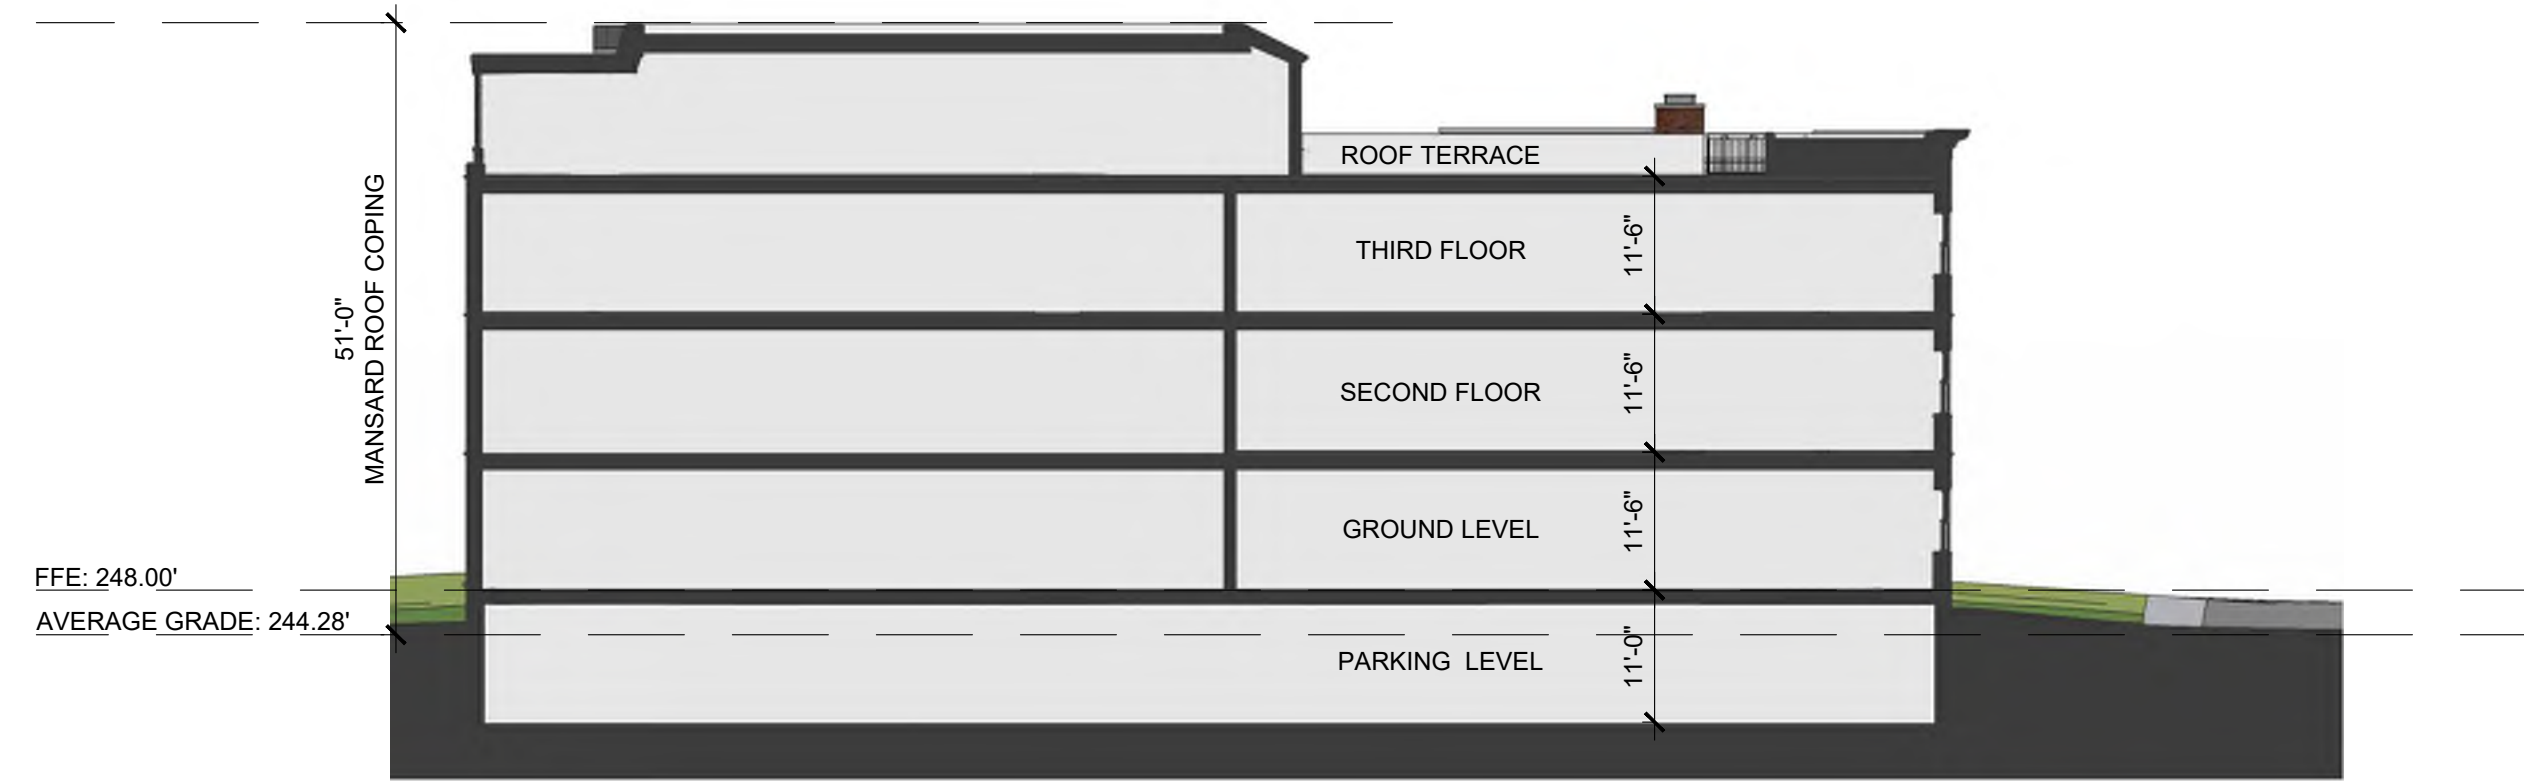 ROOF TERRACE
51'-0"
MANSARD ROOF COPING
THIRD FLOOR
11'-6"
SECOND FLOOR
11'-6"
GROUND LEVEL
11'-6"
FFE: 248.00'
AVERAGE GRADE: 244.28'
PARKING LEVEL
11'-0"